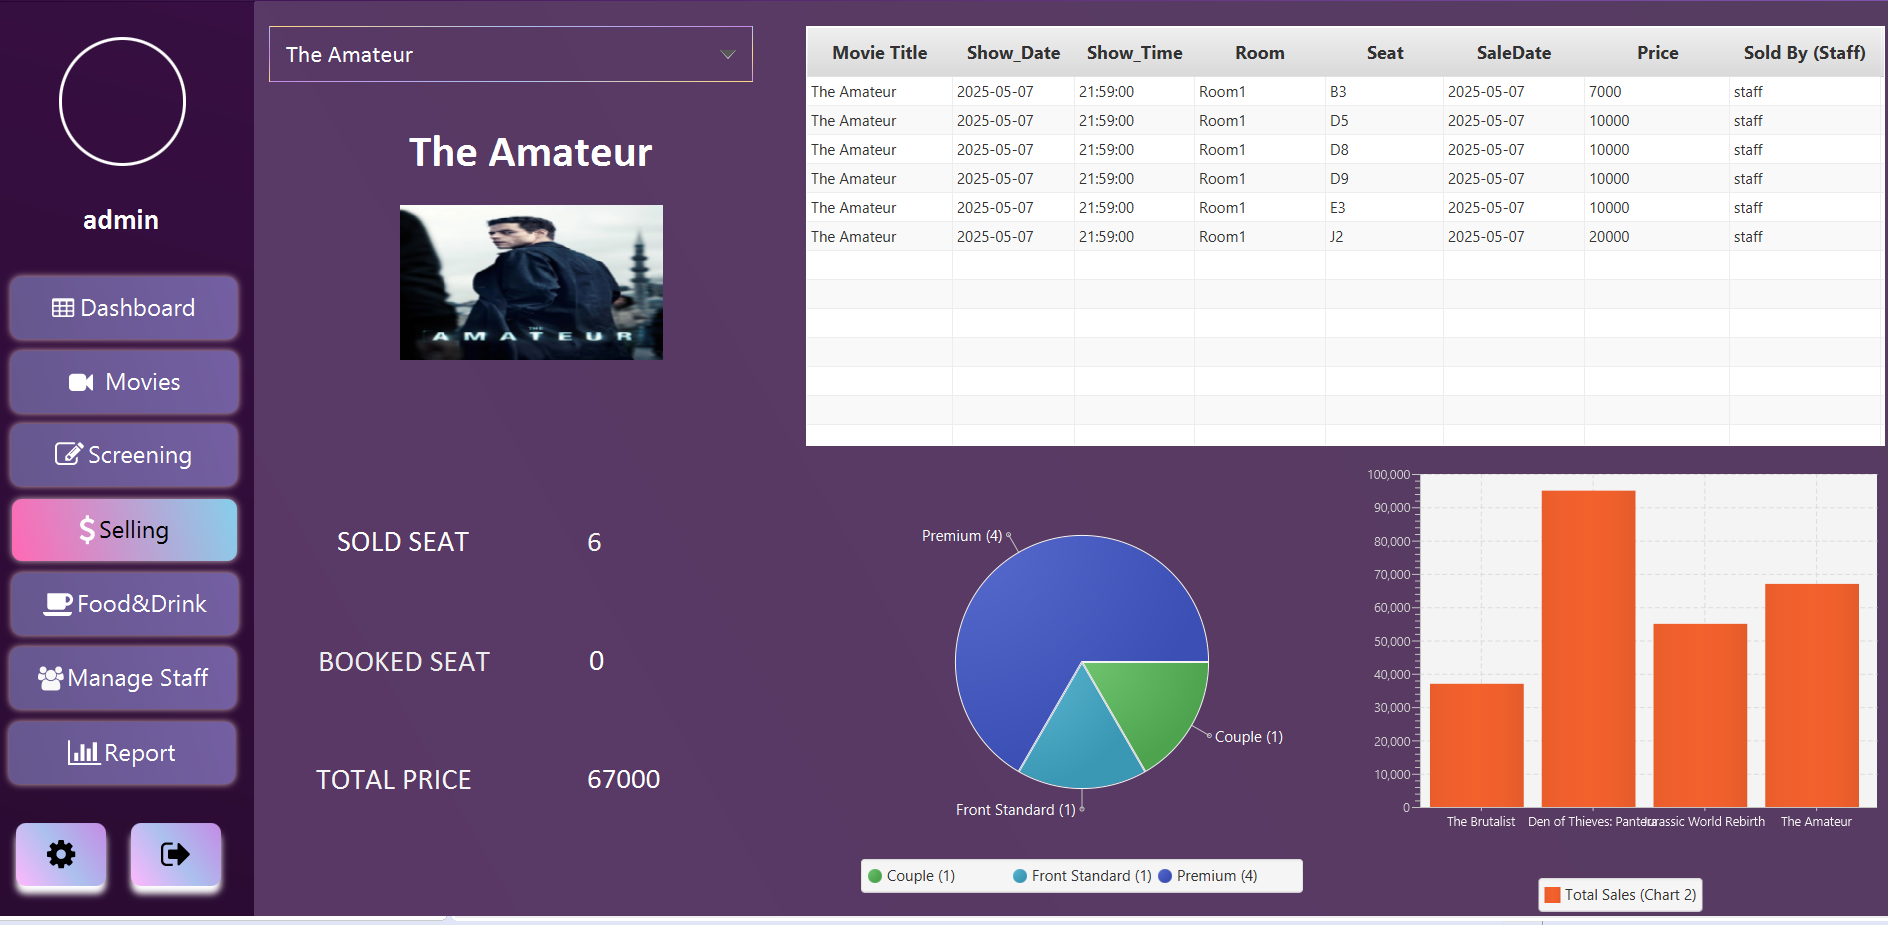 admin
Dashboard
Movies
Screening
Selling
Food&Drink
Manage Staff
Report
The Amateur
The Amateur
THE
AMATEUR
SOLD SEAT 6
BOOKED SEAT 0
TOTAL PRICE 67000
Movie Title Show_Date Show_Time Room Seat SaleDate Price Sold By (Staff)
The Amateur 2025-05-07 21:59:00 Room1 B3 2025-05-07 7000 staff
The Amateur 2025-05-07 21:59:00 Room1 D5 2025-05-07 10000 staff
The Amateur 2025-05-07 21:59:00 Room1 D8 2025-05-07 10000 staff
The Amateur 2025-05-07 21:59:00 Room1 D9 2025-05-07 10000 staff
The Amateur 2025-05-07 21:59:00 Room1 E3 2025-05-07 10000 staff
The Amateur 2025-05-07 21:59:00 Room1 J2 2025-05-07 20000 staff
Premium (4)
Couple (1)
Front Standard (1)
Couple (1) Front Standard (1) Premium (4)
100,000
90,000
80,000
70,000
60,000
50,000
40,000
30,000
20,000
10,000
0
The Brutalist Den of Thieves: Pantera Jurassic World Rebirth The Amateur
Total Sales (Chart 2)